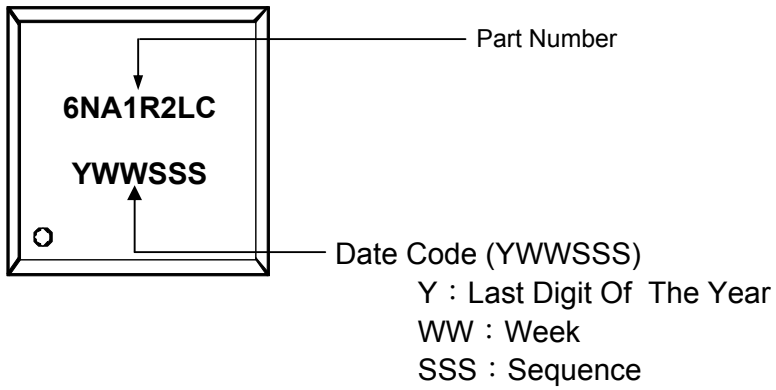 Part Number
6NA1R2LC
YWWSSS
Date Code (YWWSSS)
Y：Last Digit Of The Year
WW：Week
SSS：Sequence